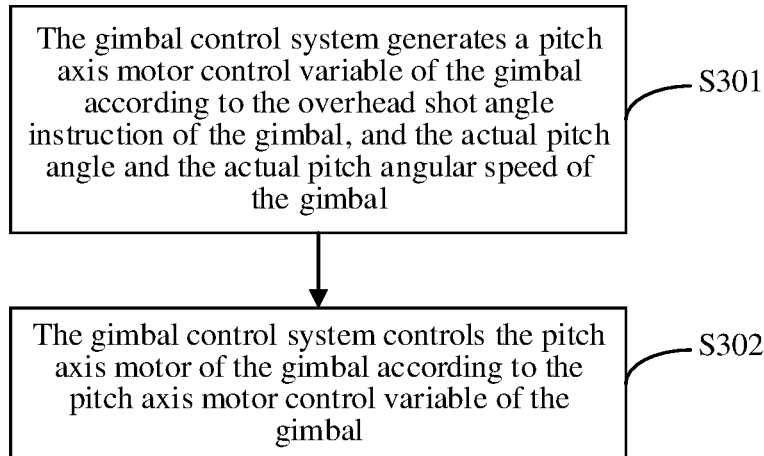 The gimbal control system generates a pitch
axis motor control variable of the gimbal
according to the overhead shot angle
instruction of the gimbal, and the actual pitch
angle and the actual pitch angular speed of
the gimbal
S301
The gimbal control system controls the pitch
axis motor of the gimbal according to the
pitch axis motor control variable of the
gimbal
S302